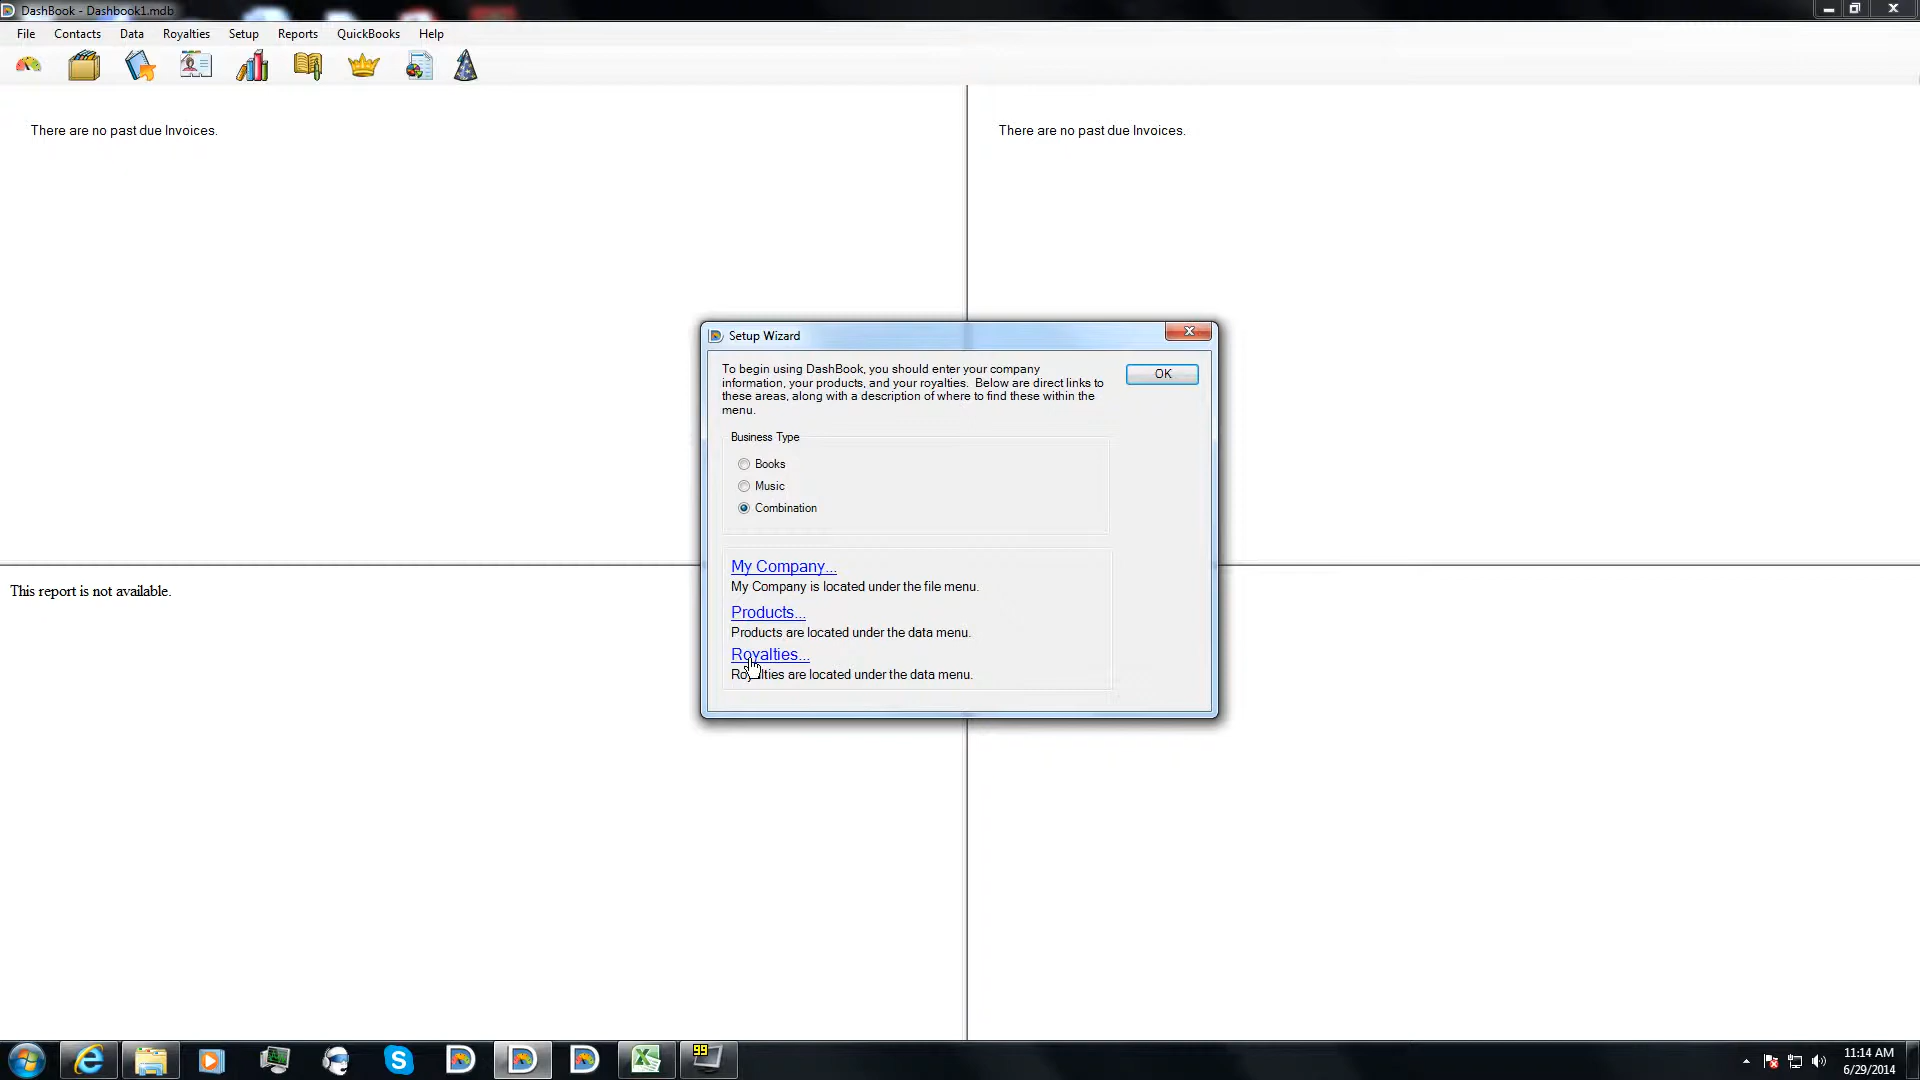 DashBook - Dashbook1.mdb
File Contacts Data Royalties Setup Reports QuickBooks Help
There are no past due Invoices.
There are no past due Invoices.
Setup Wizard
To begin using DashBook, you should enter your company
information, your products, and your royalties. Below are direct links to
these areas, along with a description of where to find these within the
menu.
OK
Business Type
Books
Music
Combination
My Company...
My Company is located under the file menu.
Products...
Products are located under the data menu.
Royalties...
Royalties are located under the data menu.
This report is not available.
99
11:14 AM
6/29/2014